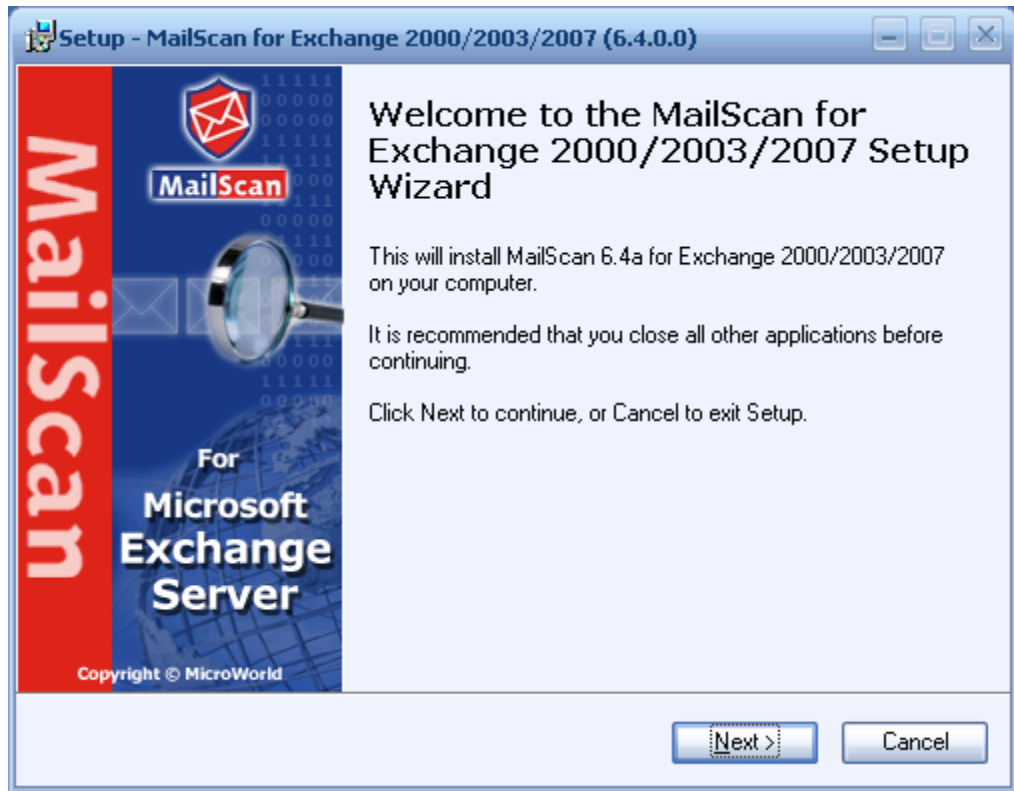 Setup - MailScan for Exchange 2000/2003/2007 (6.4.0.0)
MailScan
MailScan
For
Microsoft
Exchange
Server
Copyright © MicroWorld
Welcome to the MailScan for
Exchange 2000/2003/2007 Setup
Wizard
This will install MailScan 6.4a for Exchange 2000/2003/2007
on your computer.
It is recommended that you close all other applications before
continuing.
Click Next to continue, or Cancel to exit Setup.
Next >
Cancel